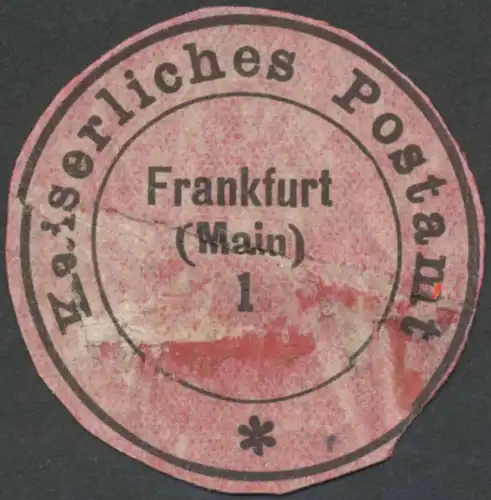 Kaiserliches Postamt
Frankfurt
(Main)
1
*